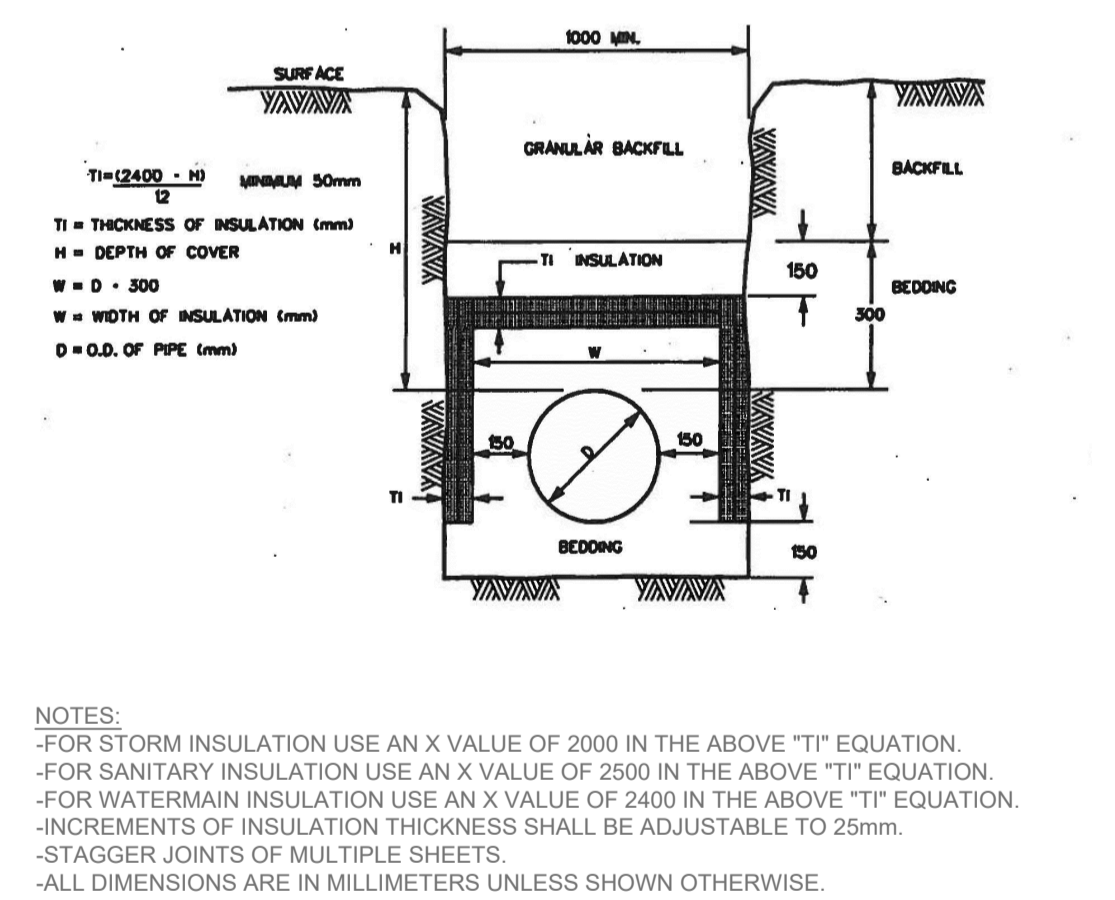 1000 MIN.
SURFACE
GRANULAR BACKFILL
BACKFILL
TI=(2400 - H)
12
MINIMUM 50mm
TI = THICKNESS OF INSULATION (mm)
H = DEPTH OF COVER
W = D • 300
W = WIDTH OF INSULATION (mm)
D = O.D. OF PIPE (mm)
H
TI INSULATION
150
BEDDING
300
W
150
D
150
TI
TI
BEDDING
150
NOTES:
-FOR STORM INSULATION USE AN X VALUE OF 2000 IN THE ABOVE "TI" EQUATION.
-FOR SANITARY INSULATION USE AN X VALUE OF 2500 IN THE ABOVE "TI" EQUATION.
-FOR WATERMAIN INSULATION USE AN X VALUE OF 2400 IN THE ABOVE "TI" EQUATION.
-INCREMENTS OF INSULATION THICKNESS SHALL BE ADJUSTABLE TO 25mm.
-STAGGER JOINTS OF MULTIPLE SHEETS.
-ALL DIMENSIONS ARE IN MILLIMETERS UNLESS SHOWN OTHERWISE.